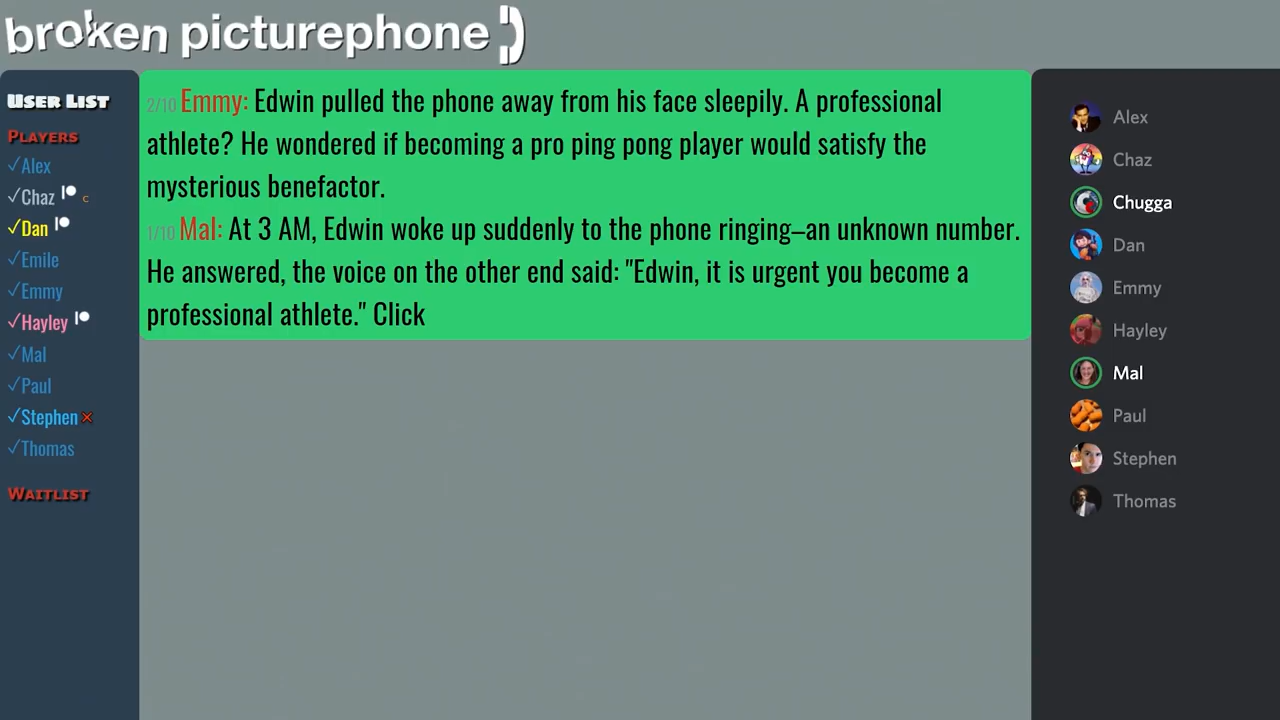 broken picturephone
User List
Players
✓Alex
✓Chaz c
✓Dan
✓Emile
✓Emmy
✓Hayley
✓Mal
✓Paul
✓Stephen ×
✓Thomas
Waitlist
2/10 Emmy: Edwin pulled the phone away from his face sleepily. A professional
athlete? He wondered if becoming a pro ping pong player would satisfy the
mysterious benefactor.
1/10 Mal: At 3 AM, Edwin woke up suddenly to the phone ringing–an unknown number.
He answered, the voice on the other end said: "Edwin, it is urgent you become a
professional athlete." Click
Alex
Chaz
Chugga
Dan
Emmy
Hayley
Mal
Paul
Stephen
Thomas